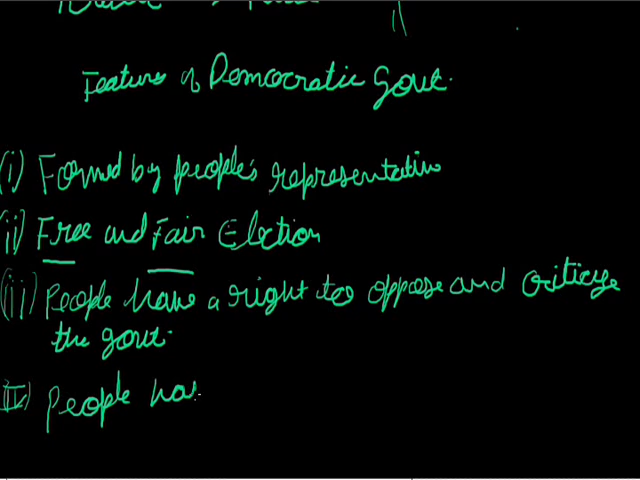 Features of Democratic Govt.
(i) Formed by people's representative
(ii) Free and Fair Election
(iii) People have a right to oppose and criticize
the govt.
IV) People ha